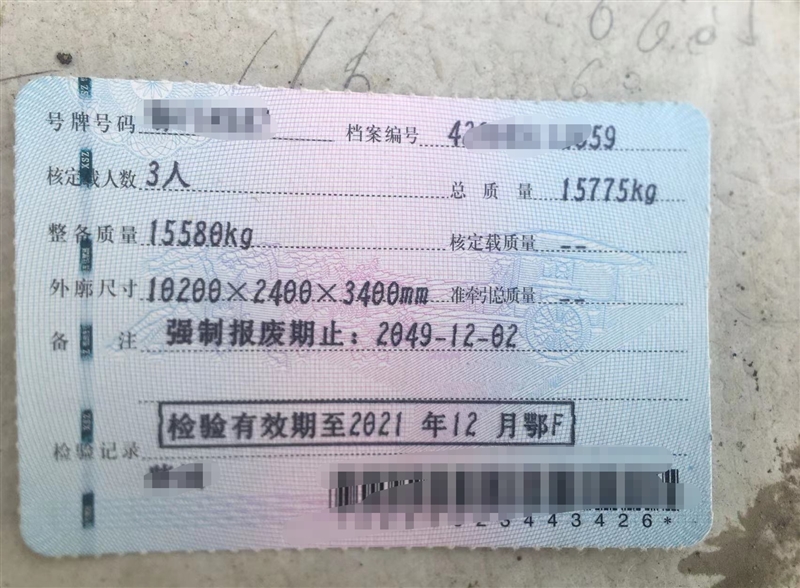 号牌号码
档案编号 42 059
核定载人数 3人
总质量 15775kg
整备质量 15580kg
核定载质量 --
外廓尺寸 10200×2400×3400mm
准牵引总质量 --
备注 强制报废期止：2049-12-02
检验有效期至2021 年12 月鄂F
检验记录
23443426*